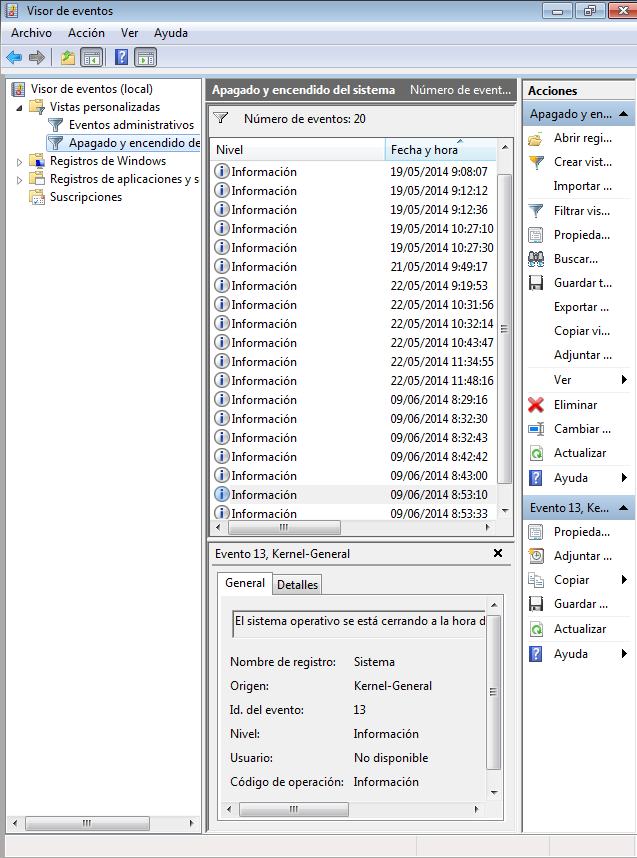 Visor de eventos
Archivo Acción Ver Ayuda
Visor de eventos (local)
Vistas personalizadas
Eventos administrativos
Apagado y encendido de
Registros de Windows
Registros de aplicaciones y s
Suscripciones
Apagado y encendido del sistema Número de event...
Número de eventos: 20
Nivel Fecha y hora
Información 19/05/2014 9:08:07
Información 19/05/2014 9:12:12
Información 19/05/2014 9:12:36
Información 19/05/2014 10:27:10
Información 19/05/2014 10:27:30
Información 21/05/2014 9:49:17
Información 22/05/2014 9:19:53
Información 22/05/2014 10:31:56
Información 22/05/2014 10:32:14
Información 22/05/2014 10:43:47
Información 22/05/2014 11:34:55
Información 22/05/2014 11:48:16
Información 09/06/2014 8:29:16
Información 09/06/2014 8:32:30
Información 09/06/2014 8:32:43
Información 09/06/2014 8:42:42
Información 09/06/2014 8:43:00
Información 09/06/2014 8:53:10
Información 09/06/2014 8:53:33
Evento 13, Kernel-General
General Detalles
El sistema operativo se está cerrando a la hora d
Nombre de registro: Sistema
Origen: Kernel-General
Id. del evento: 13
Nivel: Información
Usuario: No disponible
Código de operación: Información
Acciones
Apagado y en...
Abrir regi...
Crear vist...
Importar ...
Filtrar vis...
Propieda...
Buscar...
Guardar t...
Exportar ...
Copiar vi...
Adjuntar ...
Ver
Eliminar
Cambiar ...
Actualizar
Ayuda
Evento 13, Ke...
Propieda...
Adjuntar ...
Copiar
Guardar ...
Actualizar
Ayuda